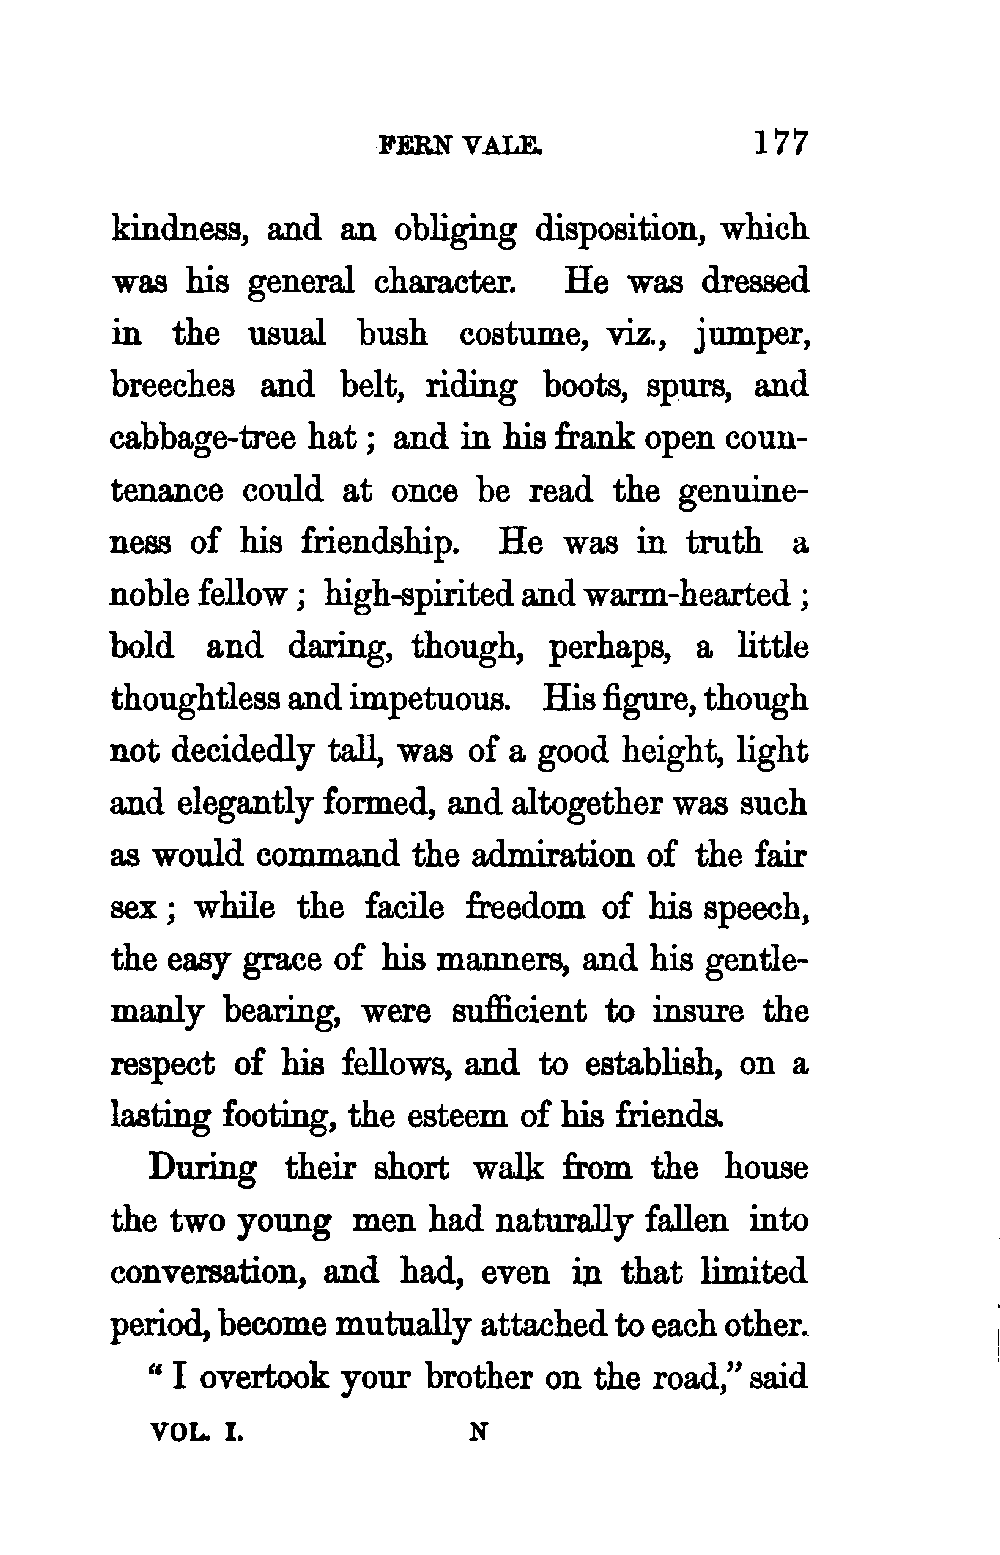 FERN VALE. 177
kindness, and an obliging disposition, which
was his general character. He was dressed
in the usual bush costume, viz., jumper,
breeches and belt, riding boots, spurs, and
cabbage-tree hat; and in his frank open coun-
tenance could at once be read the genuine-
ness of his friendship. He was in truth a
noble fellow; high-spirited and warm-hearted;
bold and daring, though, perhaps, a little
thoughtless and impetuous. His figure, though
not decidedly tall, was of a good height, light
and elegantly formed, and altogether was such
as would command the admiration of the fair
sex; while the facile freedom of his speech,
the easy grace of his manners, and his gentle-
manly bearing, were sufficient to insure the
respect of his fellows, and to establish, on a
lasting footing, the esteem of his friends.
During their short walk from the house
the two young men had naturally fallen into
conversation, and had, even in that limited
period, become mutually attached to each other.
“I overtook your brother on the road,” said
VOL. I. N